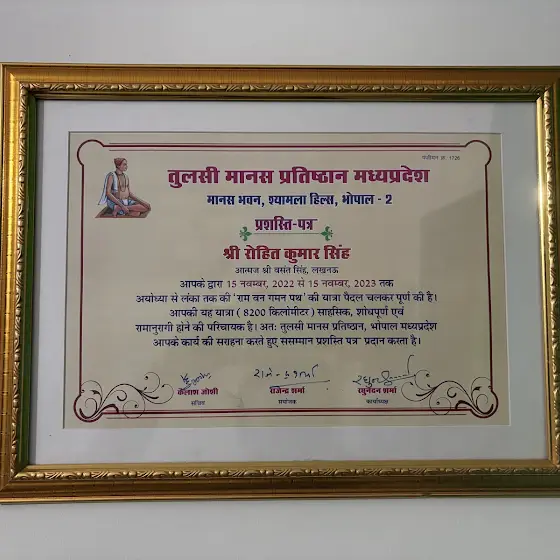 पंजीयन क्र. 1726
तुलसी मानस प्रतिष्ठान मध्यप्रदेश
मानस भवन, श्यामला हिल्स, भोपाल - 2
प्रशस्ति-पत्र
श्री रोहित कुमार सिंह
आत्मज श्री बसंत सिंह, लखनऊ
आपके द्वारा 15 नवम्बर, 2022 से 15 नवम्बर, 2023 तक
अयोध्या से लंका तक की 'राम वन गमन पथ' की यात्रा पैदल चलकर पूर्ण की है।
आपकी यह यात्रा ( 8200 किलोमीटर ) साहसिक, शोधपूर्ण एवं
रामानुरागी होने की परिचायक है। अतः तुलसी मानस प्रतिष्ठान, भोपाल मध्यप्रदेश
आपके कार्य की सराहना करते हुए ससम्मान प्रशस्ति पत्र प्रदान करता है।
कैलाश जोशी राजेन्द्र शर्मा रघुनंदन शर्मा
सचिव संयोजक कार्याध्यक्ष